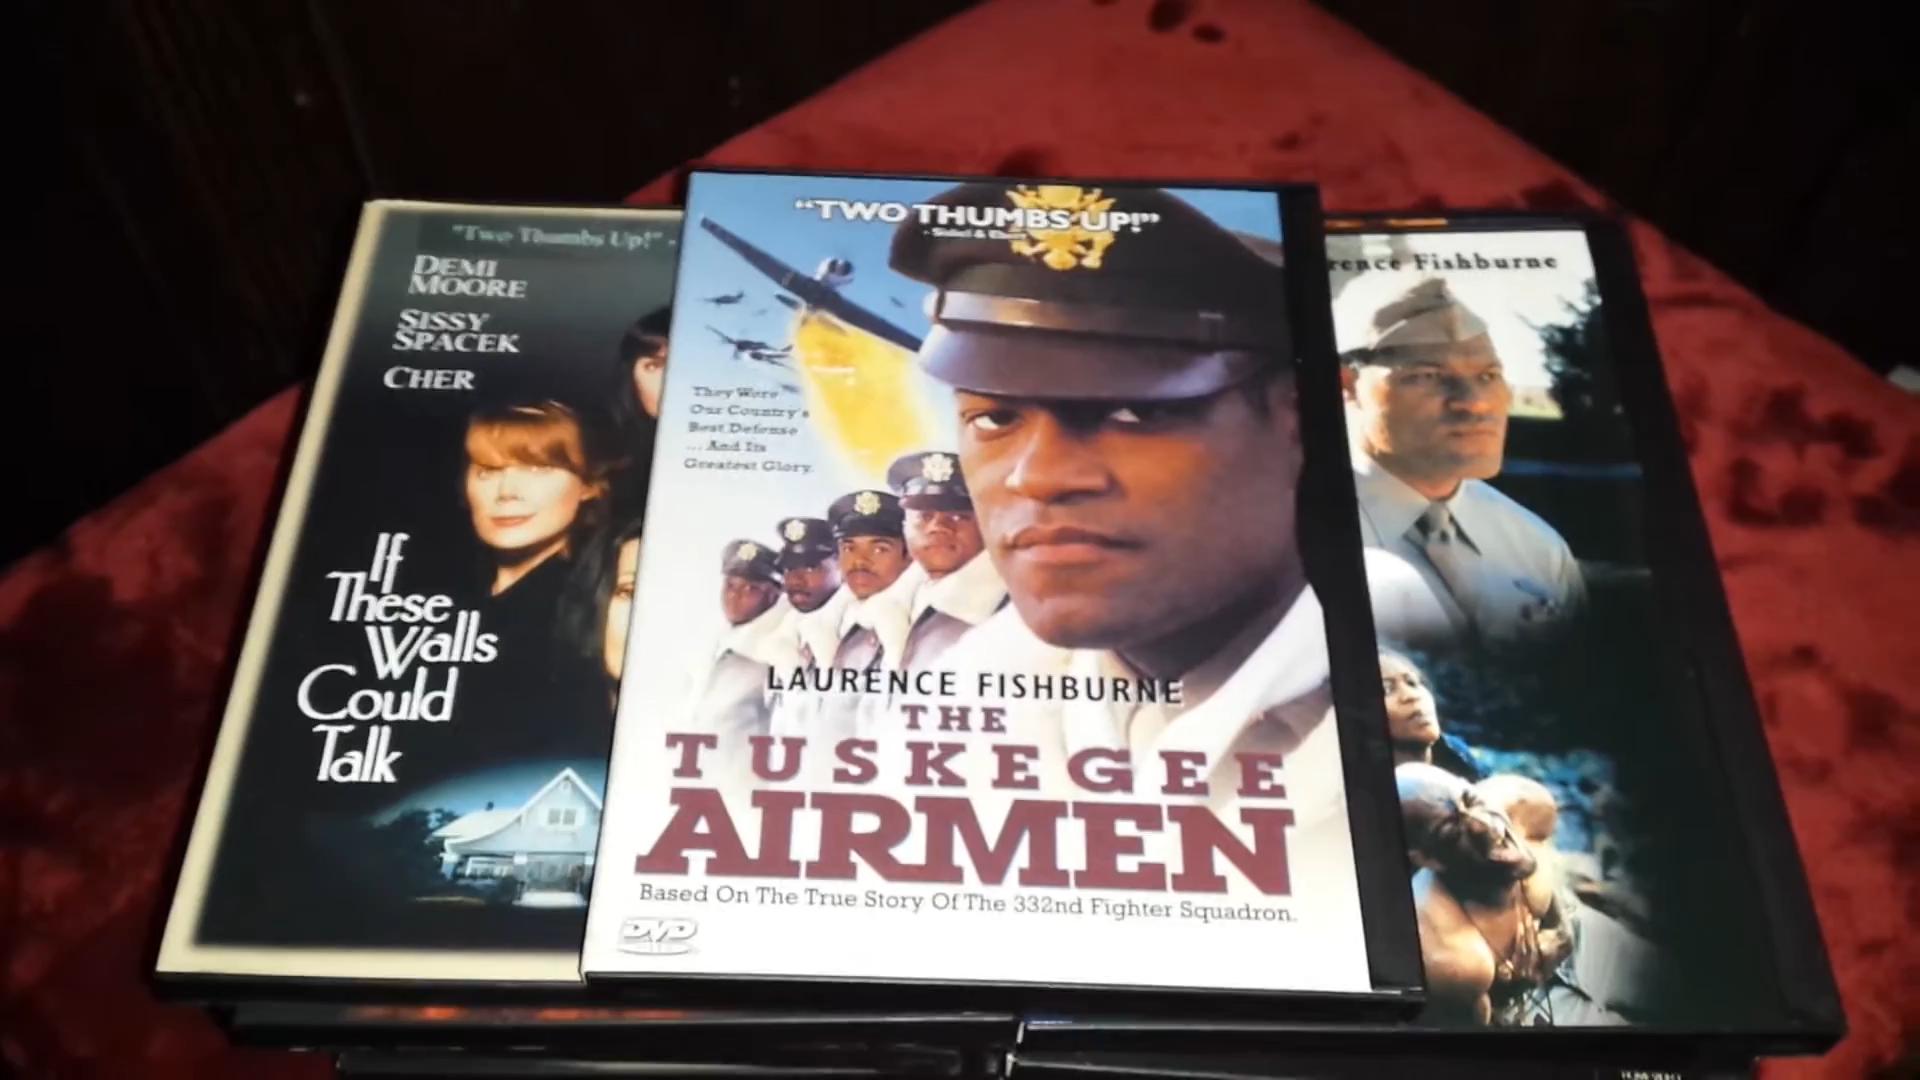 "Two Thumbs Up!" -
DEMI
MOORE
SISSY
SPACEK
CHER
If
These
Walls
Could
Talk
"TWO THUMBS UP!"
- Siskel & Ebert
They Were
Our Country's
Best Defense
... And Its
Greatest Glory.
LAURENCE FISHBURNE
THE
TUSKEGEE
AIRMEN
Based On The True Story Of The 332nd Fighter Squadron.
DVD
rence Fishburne